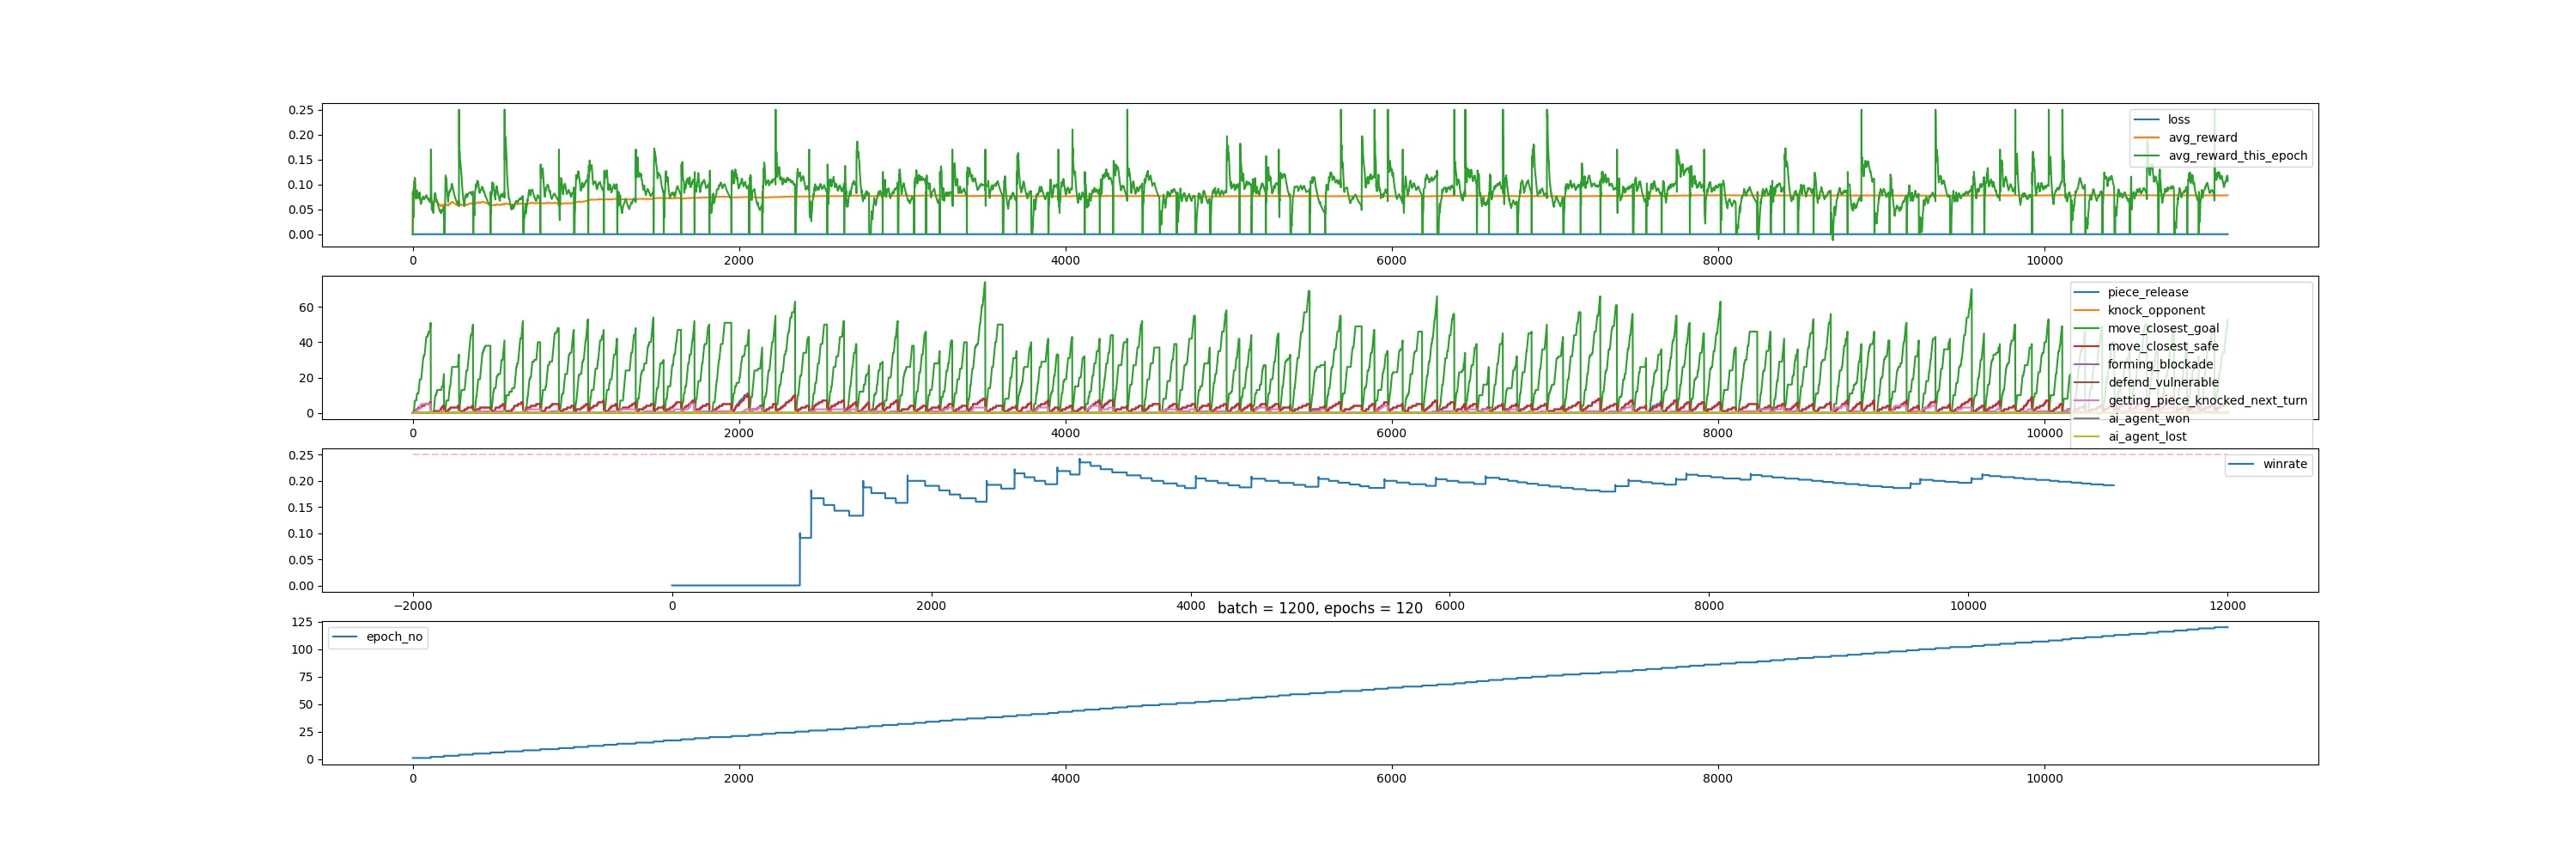 0.25
0.20
0.15
0.10
0.05
0.00
loss
avg_reward
avg_reward_this_epoch
0 2000 4000 6000 8000 10000
60
40
20
0
piece_release
knock_opponent
move_closest_goal
move_closest_safe
forming_blockade
defend_vulnerable
getting_piece_knocked_next_turn
ai_agent_won
ai_agent_lost
0 2000 4000 6000 8000 10000
0.25
0.20
0.15
0.10
0.05
0.00
winrate
−2000 0 2000 4000 6000 8000 10000 12000
batch = 1200, epochs = 120
125
100
75
50
25
0
epoch_no
0 2000 4000 6000 8000 10000